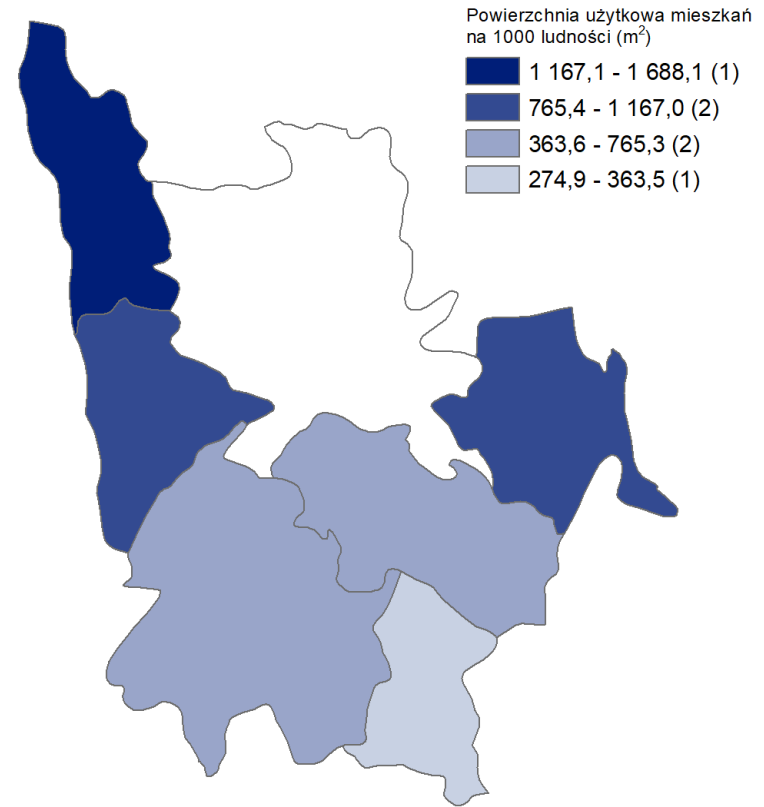 Powierzchnia użytkowa mieszkań
na 1000 ludności (m²)
1 167,1 - 1 688,1 (1)
765,4 - 1 167,0 (2)
363,6 - 765,3 (2)
274,9 - 363,5 (1)